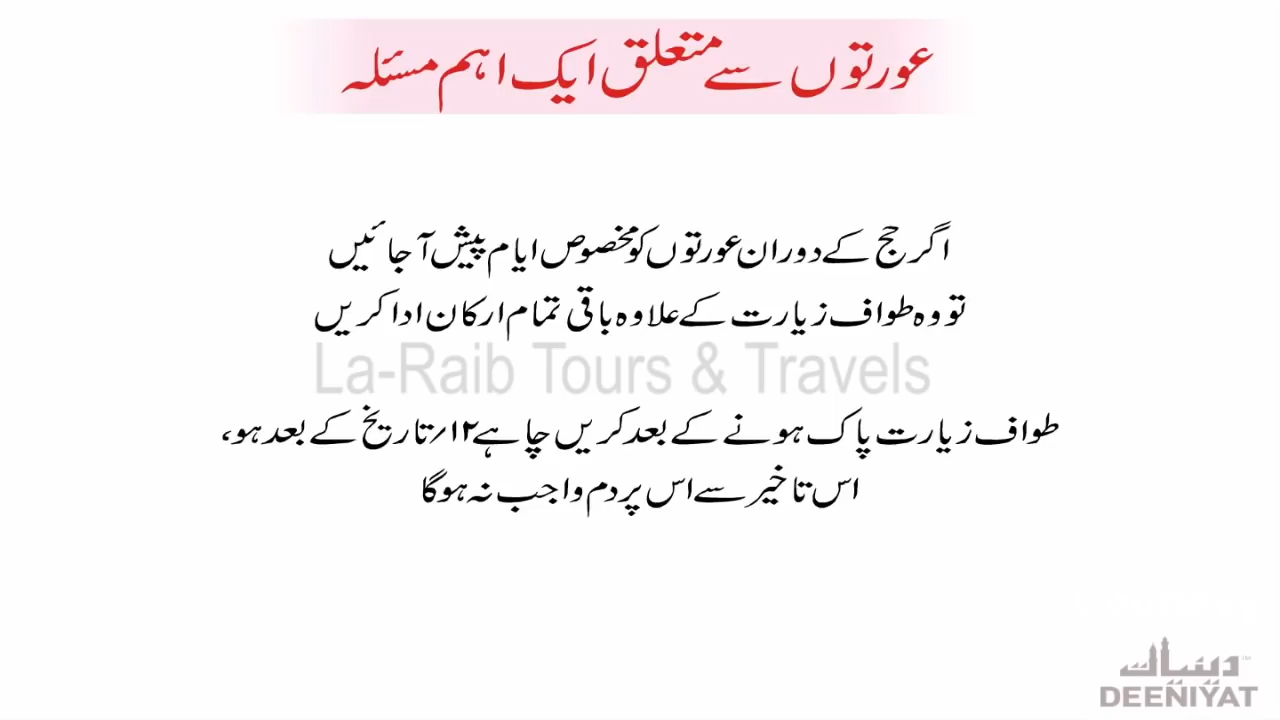 عورتوں سے متعلق ایک اہم مسئلہ
اگر حج کے دوران عورتوں کو مخصوص ایام پیش آجائیں
تو وہ طواف زیارت کے علاوہ باقی تمام ارکان ادا کریں
La-Raib Tours & Travels
طواف زیارت پاک ہونے کے بعد کریں چاہے ۱۲؍ تاریخ کے بعد ہو،
اس تاخیر سے اس پر دم واجب نہ ہوگا
دینیات™
DEENIYAT